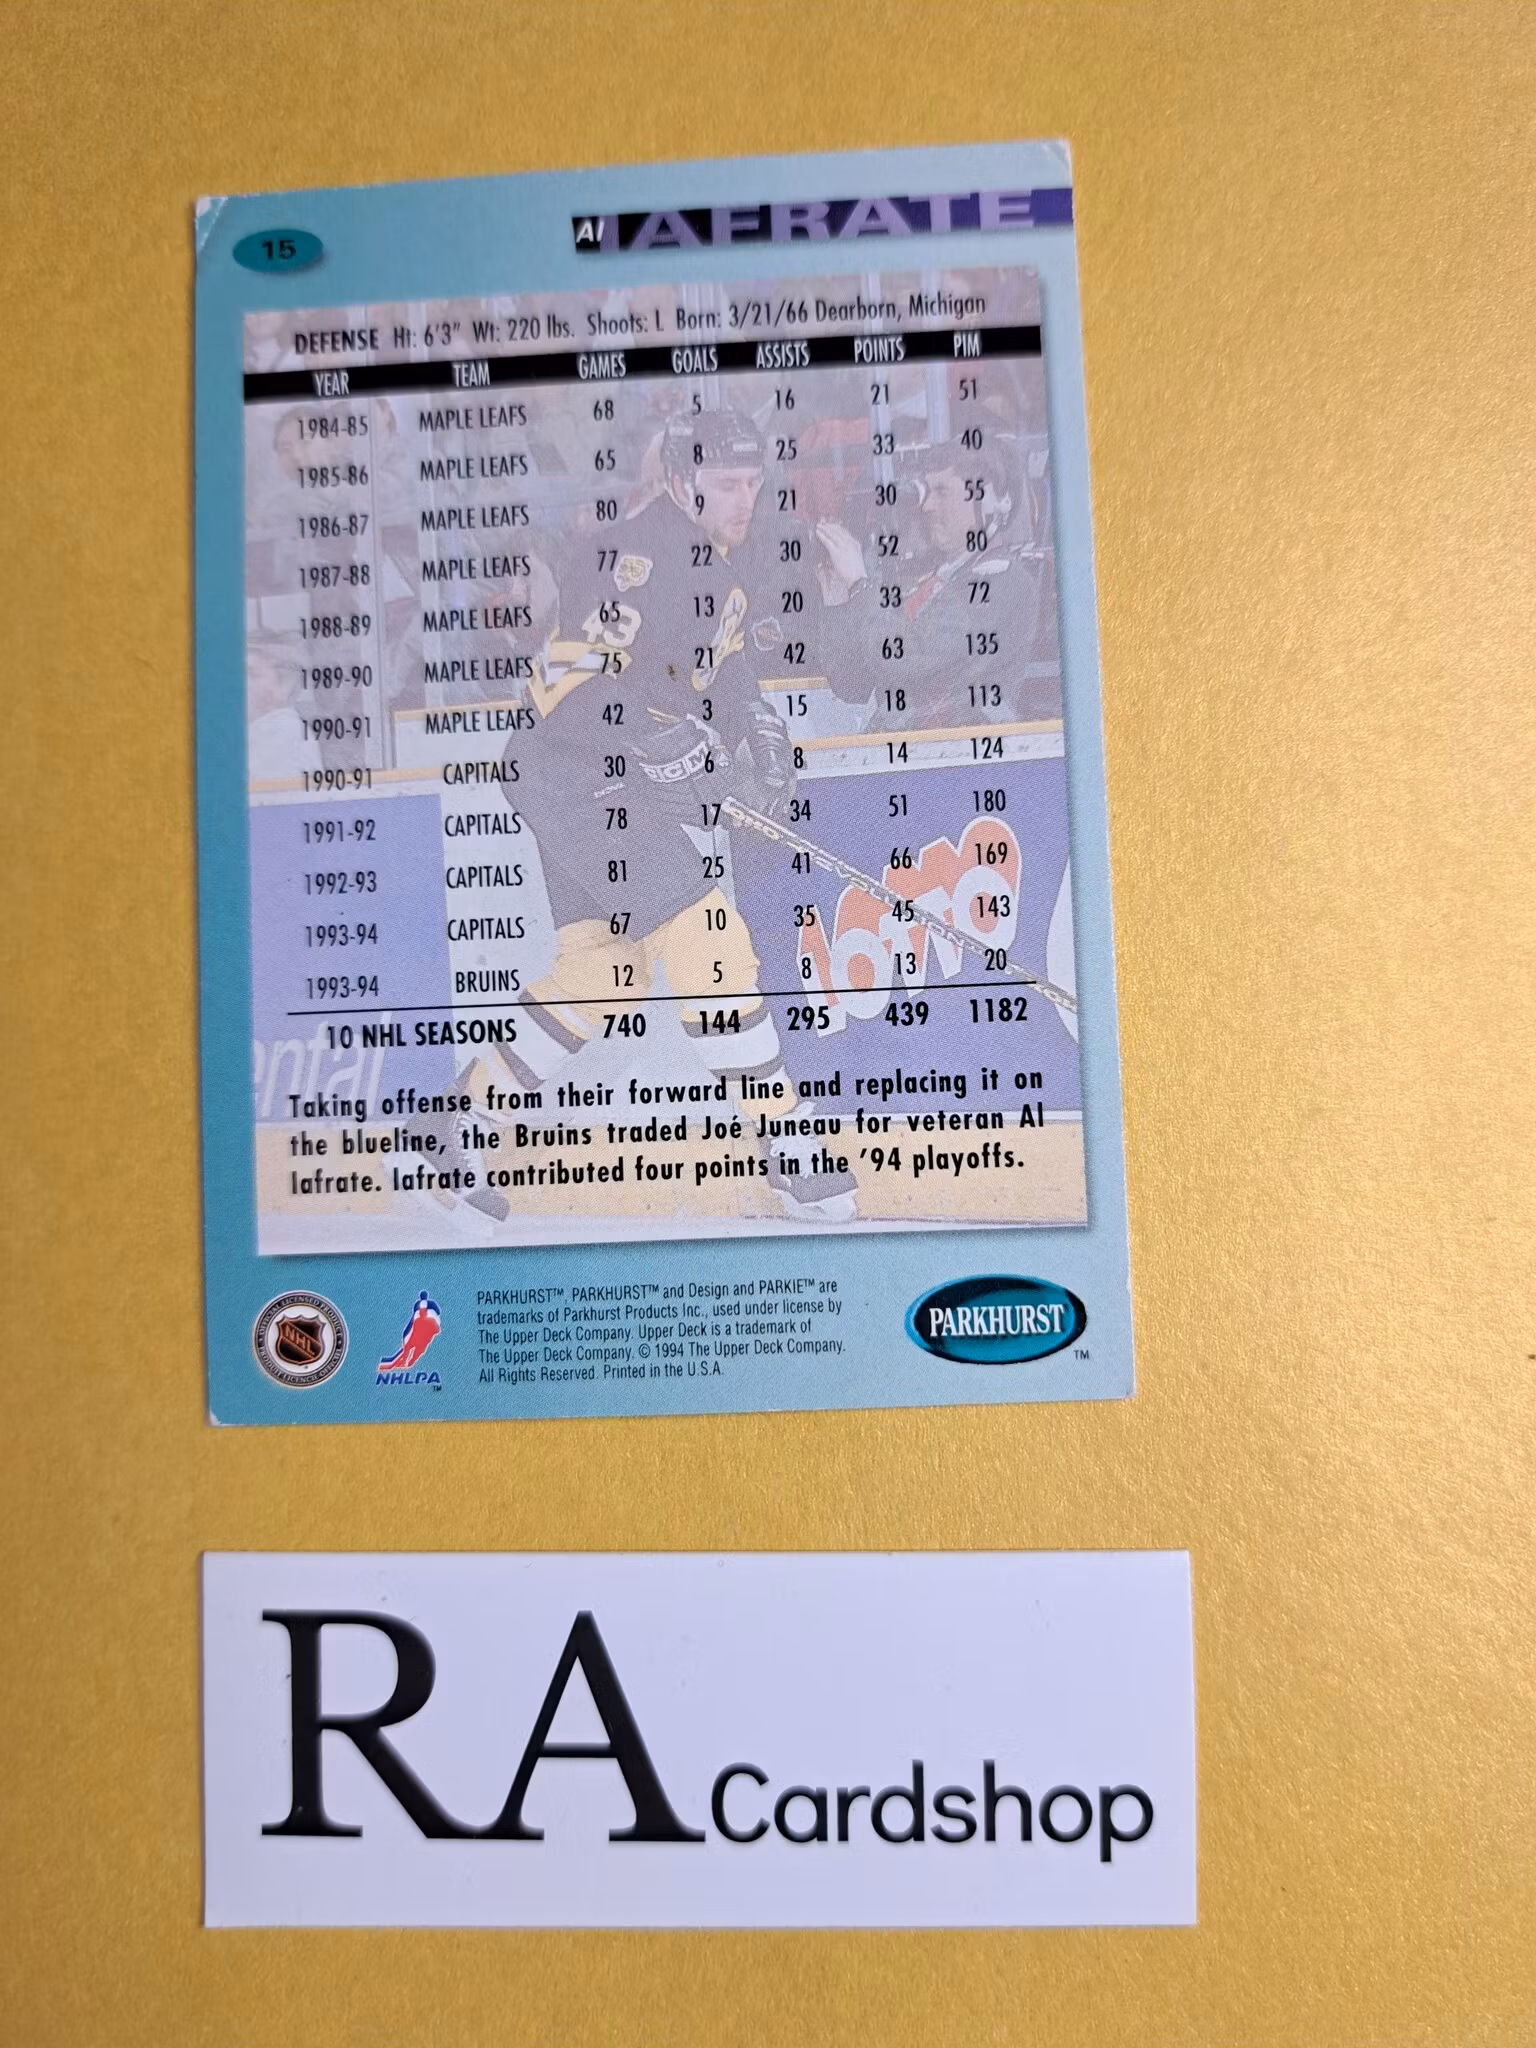 15
Al IAFRATE
DEFENSE Ht: 6'3" Wt: 220 lbs. Shoots: L Born: 3/21/66 Dearborn, Michigan
YEAR TEAM GAMES GOALS ASSISTS POINTS PIM
1984-85 MAPLE LEAFS 68 5 16 21 51
1985-86 MAPLE LEAFS 65 8 25 33 40
1986-87 MAPLE LEAFS 80 9 21 30 55
1987-88 MAPLE LEAFS 77 22 30 52 80
1988-89 MAPLE LEAFS 65 13 20 33 72
1989-90 MAPLE LEAFS 75 21 42 63 135
1990-91 MAPLE LEAFS 42 3 15 18 113
1990-91 CAPITALS 30 6 8 14 124
1991-92 CAPITALS 78 17 34 51 180
1992-93 CAPITALS 81 25 41 66 169
1993-94 CAPITALS 67 10 35 45 143
1993-94 BRUINS 12 5 8 13 20
10 NHL SEASONS 740 144 295 439 1182
Taking offense from their forward line and replacing it on
the blueline, the Bruins traded Joé Juneau for veteran Al
Iafrate. Iafrate contributed four points in the '94 playoffs.
43
CCM
lotto
NHL
NHLPA™
PARKHURST™, PARKHURST™ and Design and PARKIE™ are
trademarks of Parkhurst Products Inc., used under license by
The Upper Deck Company. Upper Deck is a trademark of
The Upper Deck Company. © 1994 The Upper Deck Company.
All Rights Reserved. Printed in the U.S.A.
PARKHURST™
RA Cardshop